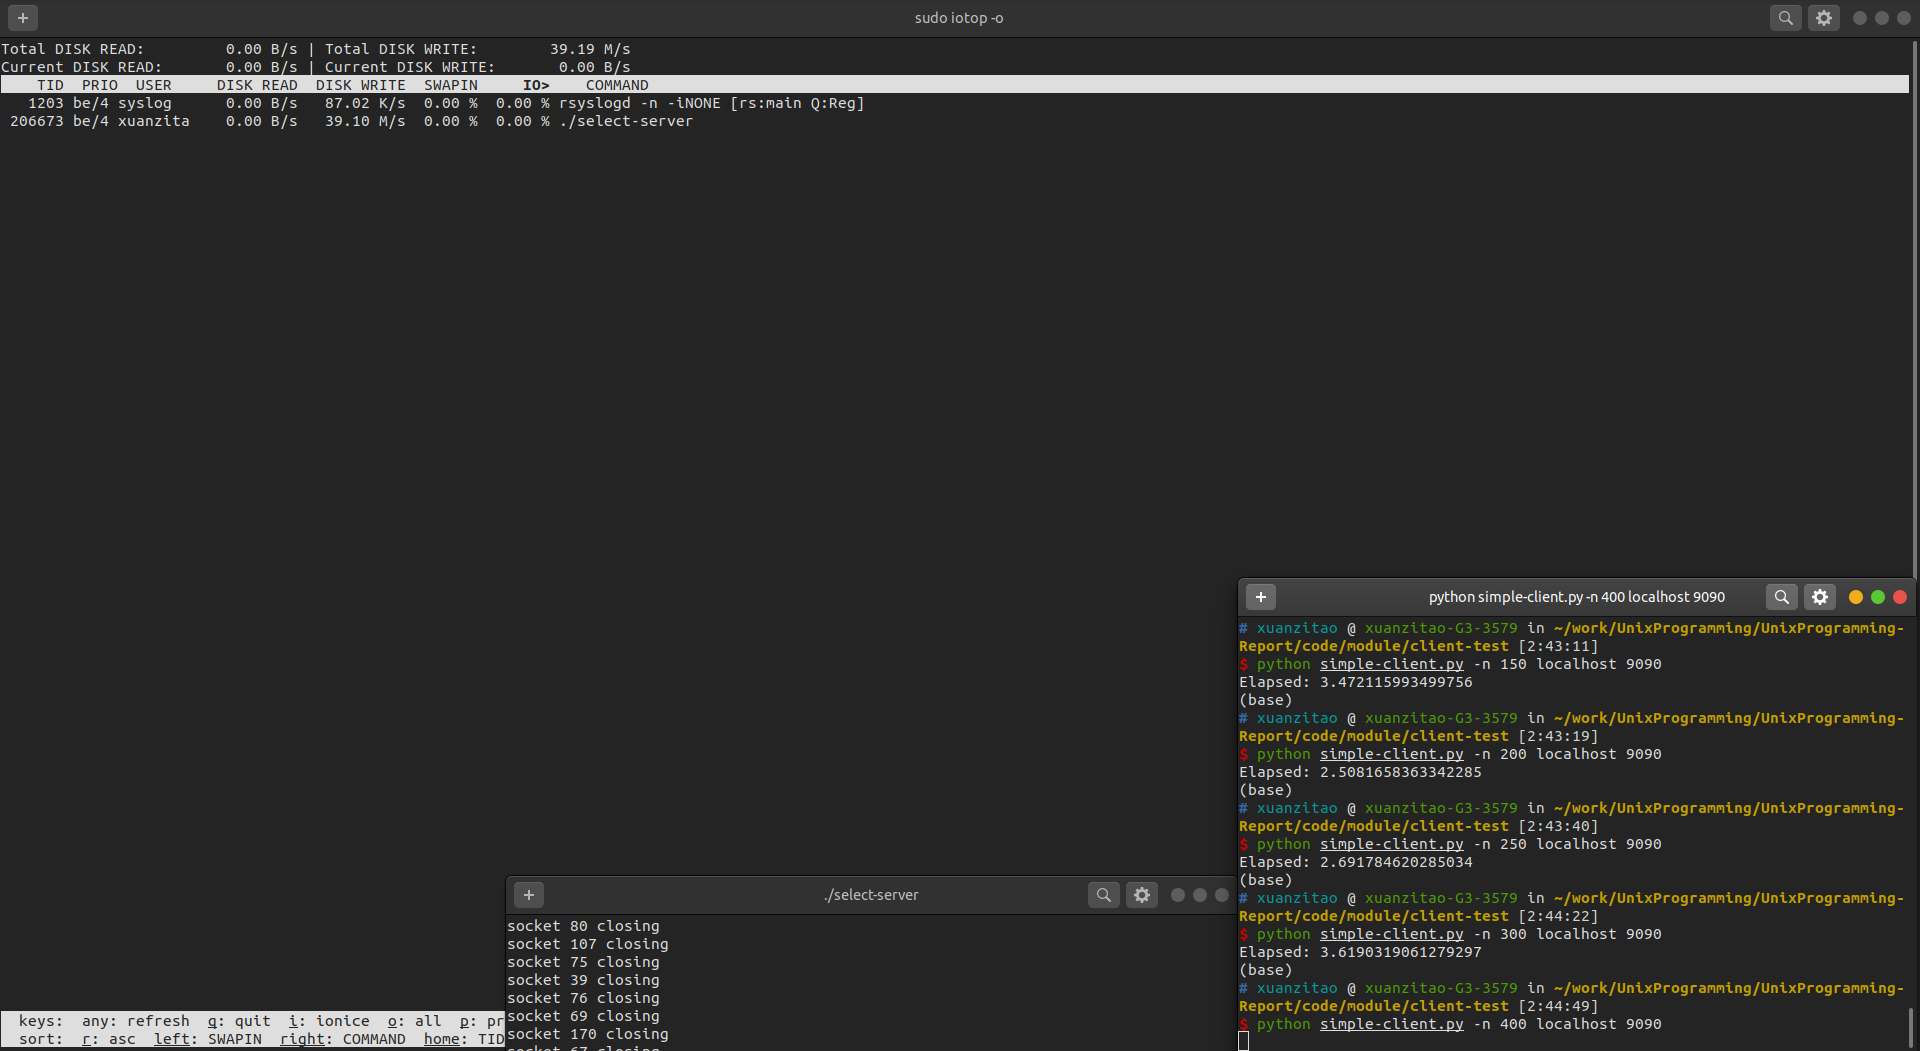 sudo iotop -o
Total DISK READ:         0.00 B/s | Total DISK WRITE:        39.19 M/s
Current DISK READ:       0.00 B/s | Current DISK WRITE:       0.00 B/s
    TID  PRIO  USER     DISK READ  DISK WRITE  SWAPIN     IO>    COMMAND
   1203 be/4 syslog      0.00 B/s   87.02 K/s  0.00 %  0.00 % rsyslogd -n -iNONE [rs:main Q:Reg]
 206673 be/4 xuanzita    0.00 B/s   39.10 M/s  0.00 %  0.00 % ./select-server
python simple-client.py -n 400 localhost 9090
# xuanzitao @ xuanzitao-G3-3579 in ~/work/UnixProgramming/UnixProgramming-
Report/code/module/client-test [2:43:11]
$ python simple-client.py -n 150 localhost 9090
Elapsed: 3.472115993499756
(base)
# xuanzitao @ xuanzitao-G3-3579 in ~/work/UnixProgramming/UnixProgramming-
Report/code/module/client-test [2:43:19]
$ python simple-client.py -n 200 localhost 9090
Elapsed: 2.5081658363342285
(base)
# xuanzitao @ xuanzitao-G3-3579 in ~/work/UnixProgramming/UnixProgramming-
Report/code/module/client-test [2:43:40]
$ python simple-client.py -n 250 localhost 9090
Elapsed: 2.691784620285034
(base)
# xuanzitao @ xuanzitao-G3-3579 in ~/work/UnixProgramming/UnixProgramming-
Report/code/module/client-test [2:44:22]
$ python simple-client.py -n 300 localhost 9090
Elapsed: 3.6190319061279297
(base)
# xuanzitao @ xuanzitao-G3-3579 in ~/work/UnixProgramming/UnixProgramming-
Report/code/module/client-test [2:44:49]
$ python simple-client.py -n 400 localhost 9090
./select-server
socket 80 closing
socket 107 closing
socket 75 closing
socket 39 closing
socket 76 closing
socket 69 closing
socket 170 closing
socket 67 closing
keys:  any: refresh  q: quit  i: ionice  o: all  p: pr
sort:  r: asc  left: SWAPIN  right: COMMAND  home: TID